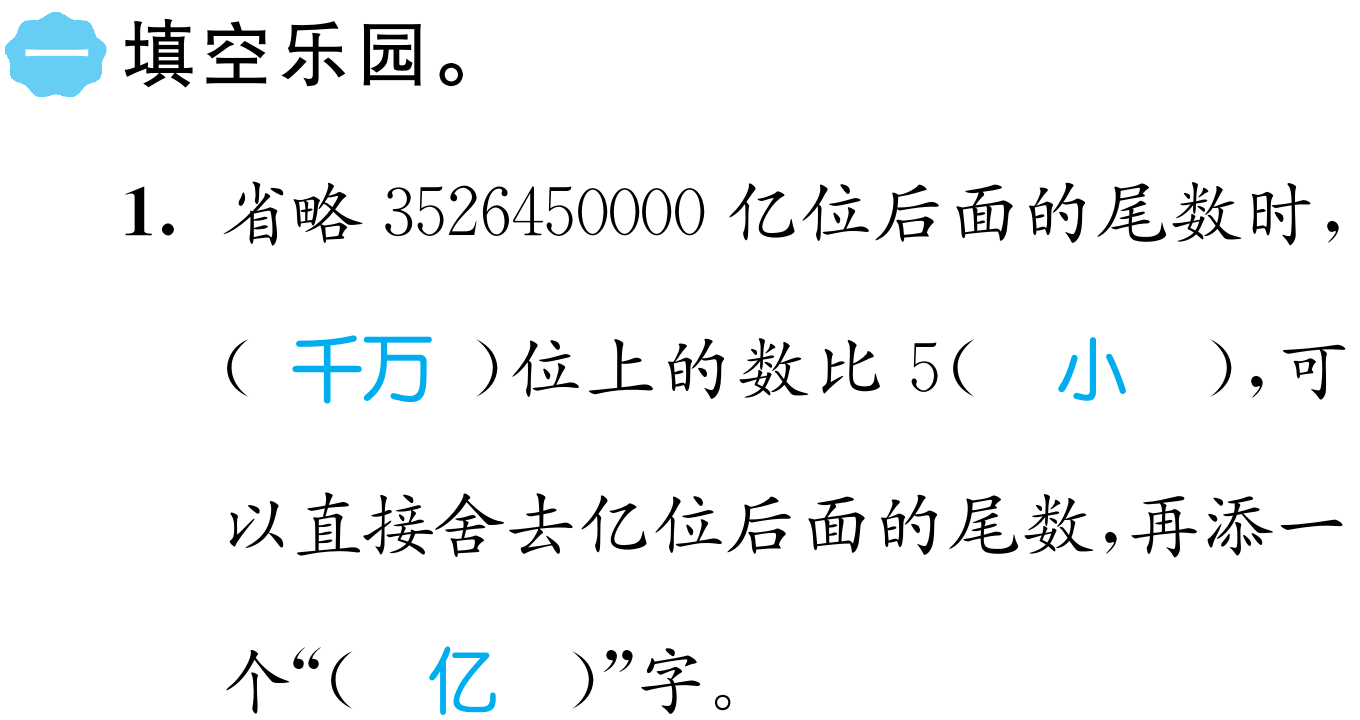 一 填空乐园。
1. 省略 3526450000 亿位后面的尾数时，
（ 千万 ）位上的数比 5（ 小 ），可
以直接舍去亿位后面的尾数，再添一
个“（ 亿 ）”字。